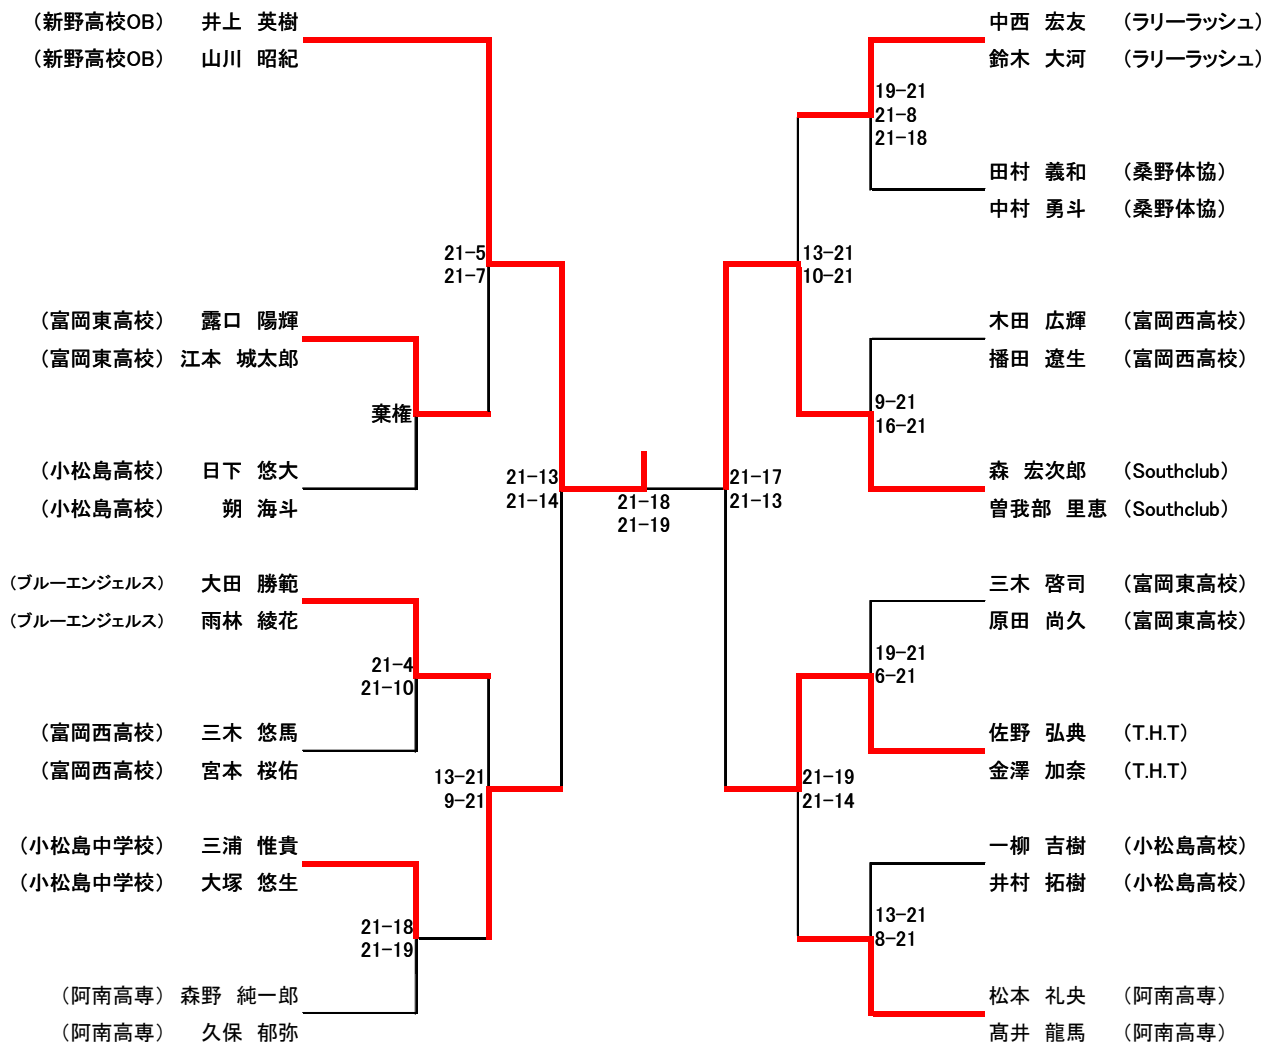 （新野高校OB） 井上 英樹
（新野高校OB） 山川 昭紀
21-5
21-7
（富岡東高校） 露口 陽輝
（富岡東高校） 江本 城太郎
棄権
（小松島高校） 日下 悠大
（小松島高校） 朔 海斗
21-13
21-14
（ブルーエンジェルス） 大田 勝範
（ブルーエンジェルス） 雨林 綾花
21-4
21-10
（富岡西高校） 三木 悠馬
（富岡西高校） 宮本 桜佑
13-21
9-21
（小松島中学校） 三浦 惟貴
（小松島中学校） 大塚 悠生
21-18
21-19
（阿南高専） 森野 純一郎
（阿南高専） 久保 郁弥
21-18
21-19
中西 宏友 （ラリーラッシュ）
鈴木 大河 （ラリーラッシュ）
19-21
21-8
21-18
田村 義和 （桑野体協）
中村 勇斗 （桑野体協）
13-21
10-21
木田 広輝 （富岡西高校）
播田 遼生 （富岡西高校）
9-21
16-21
森 宏次郎 （Southclub）
曽我部 里恵 （Southclub）
21-17
21-13
三木 啓司 （富岡東高校）
原田 尚久 （富岡東高校）
19-21
6-21
佐野 弘典 （T.H.T）
金澤 加奈 （T.H.T）
21-19
21-14
一柳 吉樹 （小松島高校）
井村 拓樹 （小松島高校）
13-21
8-21
松本 礼央 （阿南高専）
髙井 龍馬 （阿南高専）